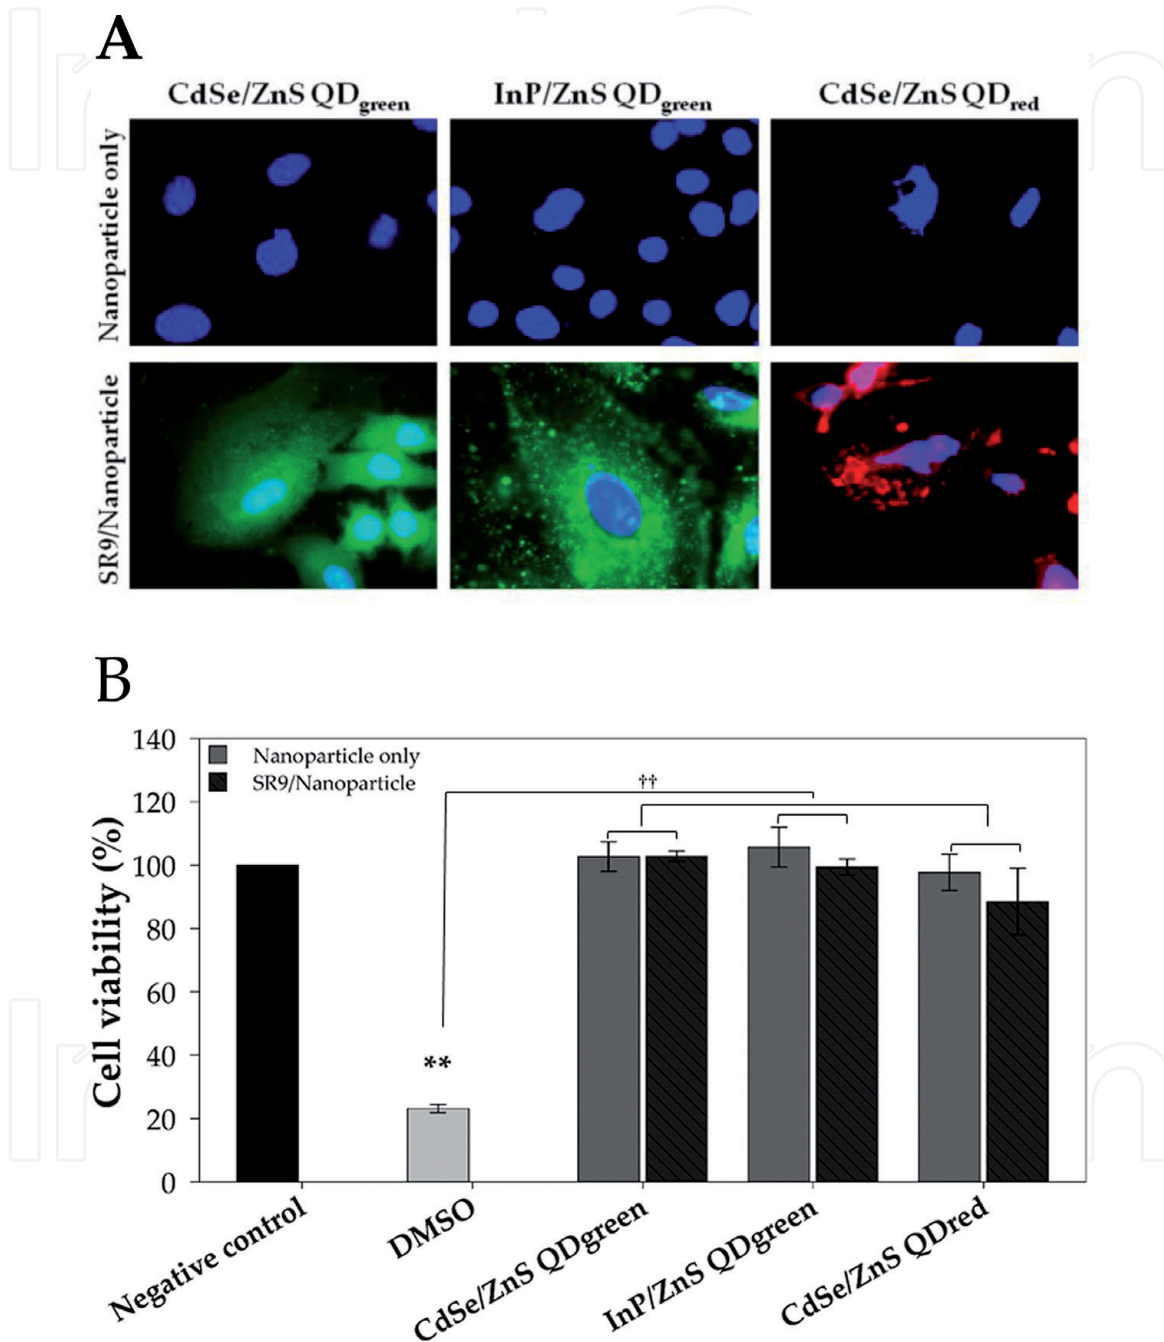 A
CdSe/ZnS QDgreen
InP/ZnS QDgreen
CdSe/ZnS QDred
Nanoparticle only
SR9/Nanoparticle
B
140
120
100
80
60
40
20
0
Cell viability (%)
Nanoparticle only
SR9/Nanoparticle
††
**
Negative control
DMSO
CdSe/ZnS QDgreen
InP/ZnS QDgreen
CdSe/ZnS QDred